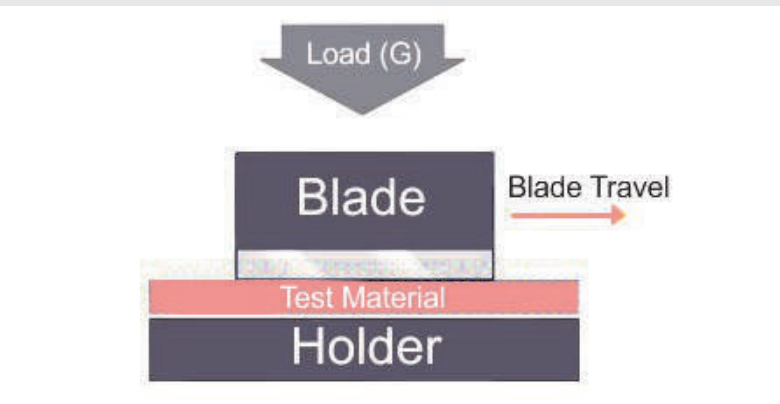 Load (G)
Blade
Blade Travel
Test Material
Holder